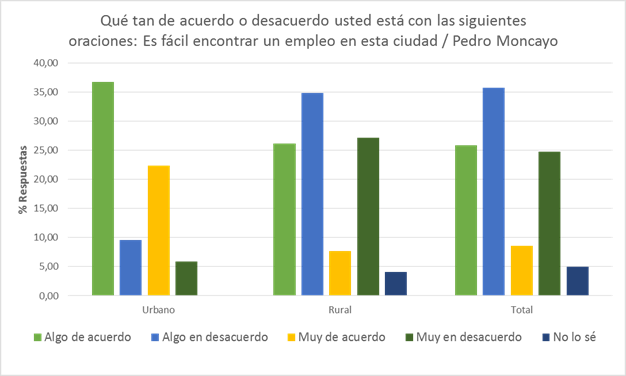 Qué tan de acuerdo o desacuerdo usted está con las siguientes
oraciones: Es fácil encontrar un empleo en esta ciudad / Pedro Moncayo
40,00
35,00
30,00
25,00
20,00
15,00
10,00
5,00
0,00
% Respuestas
Urbano Rural Total
Algo de acuerdo Algo en desacuerdo Muy de acuerdo Muy en desacuerdo No lo sé